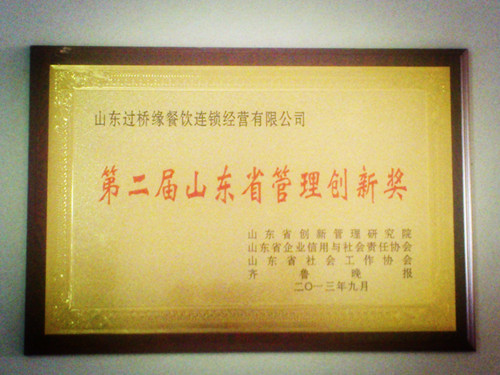 山东过桥缘餐饮连锁经营有限公司
第二届山东省管理创新奖
山东省创新管理研究院
山东省企业信用与社会责任协会
山东省社会工作协会
齐鲁晚报
二〇一三年九月